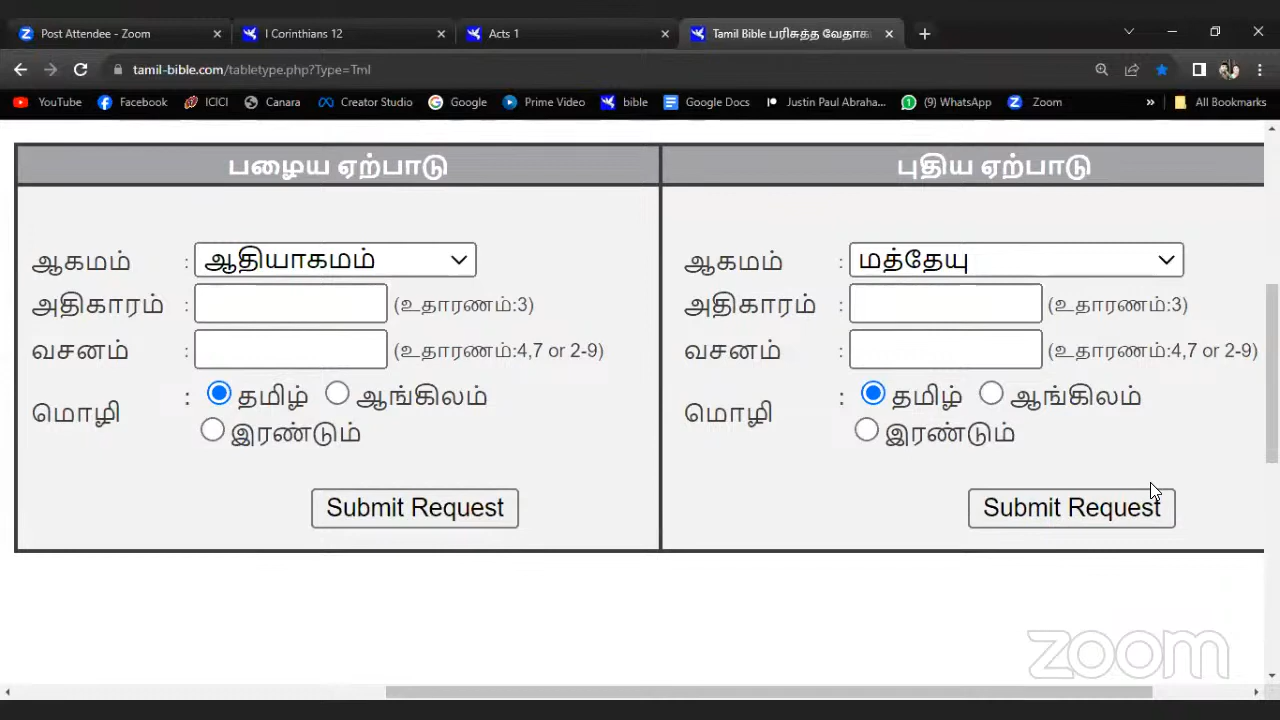 Post Attendee - Zoom
I Corinthians 12
Acts 1
Tamil Bible பரிசுத்த வேதாக
tamil-bible.com/tabletype.php?Type=Tml
YouTube Facebook ICICI Canara Creator Studio Google Prime Video bible Google Docs Justin Paul Abraha... (9) WhatsApp Zoom » All Bookmarks
பழைய ஏற்பாடு
ஆகமம் : ஆதியாகமம்
அதிகாரம் : (உதாரணம்:3)
வசனம் : (உதாரணம்:4,7 or 2-9)
மொழி : தமிழ் ஆங்கிலம்
இரண்டும்
Submit Request
புதிய ஏற்பாடு
ஆகமம் : மத்தேயு
அதிகாரம் : (உதாரணம்:3)
வசனம் : (உதாரணம்:4,7 or 2-9)
மொழி : தமிழ் ஆங்கிலம்
இரண்டும்
Submit Request
zoom